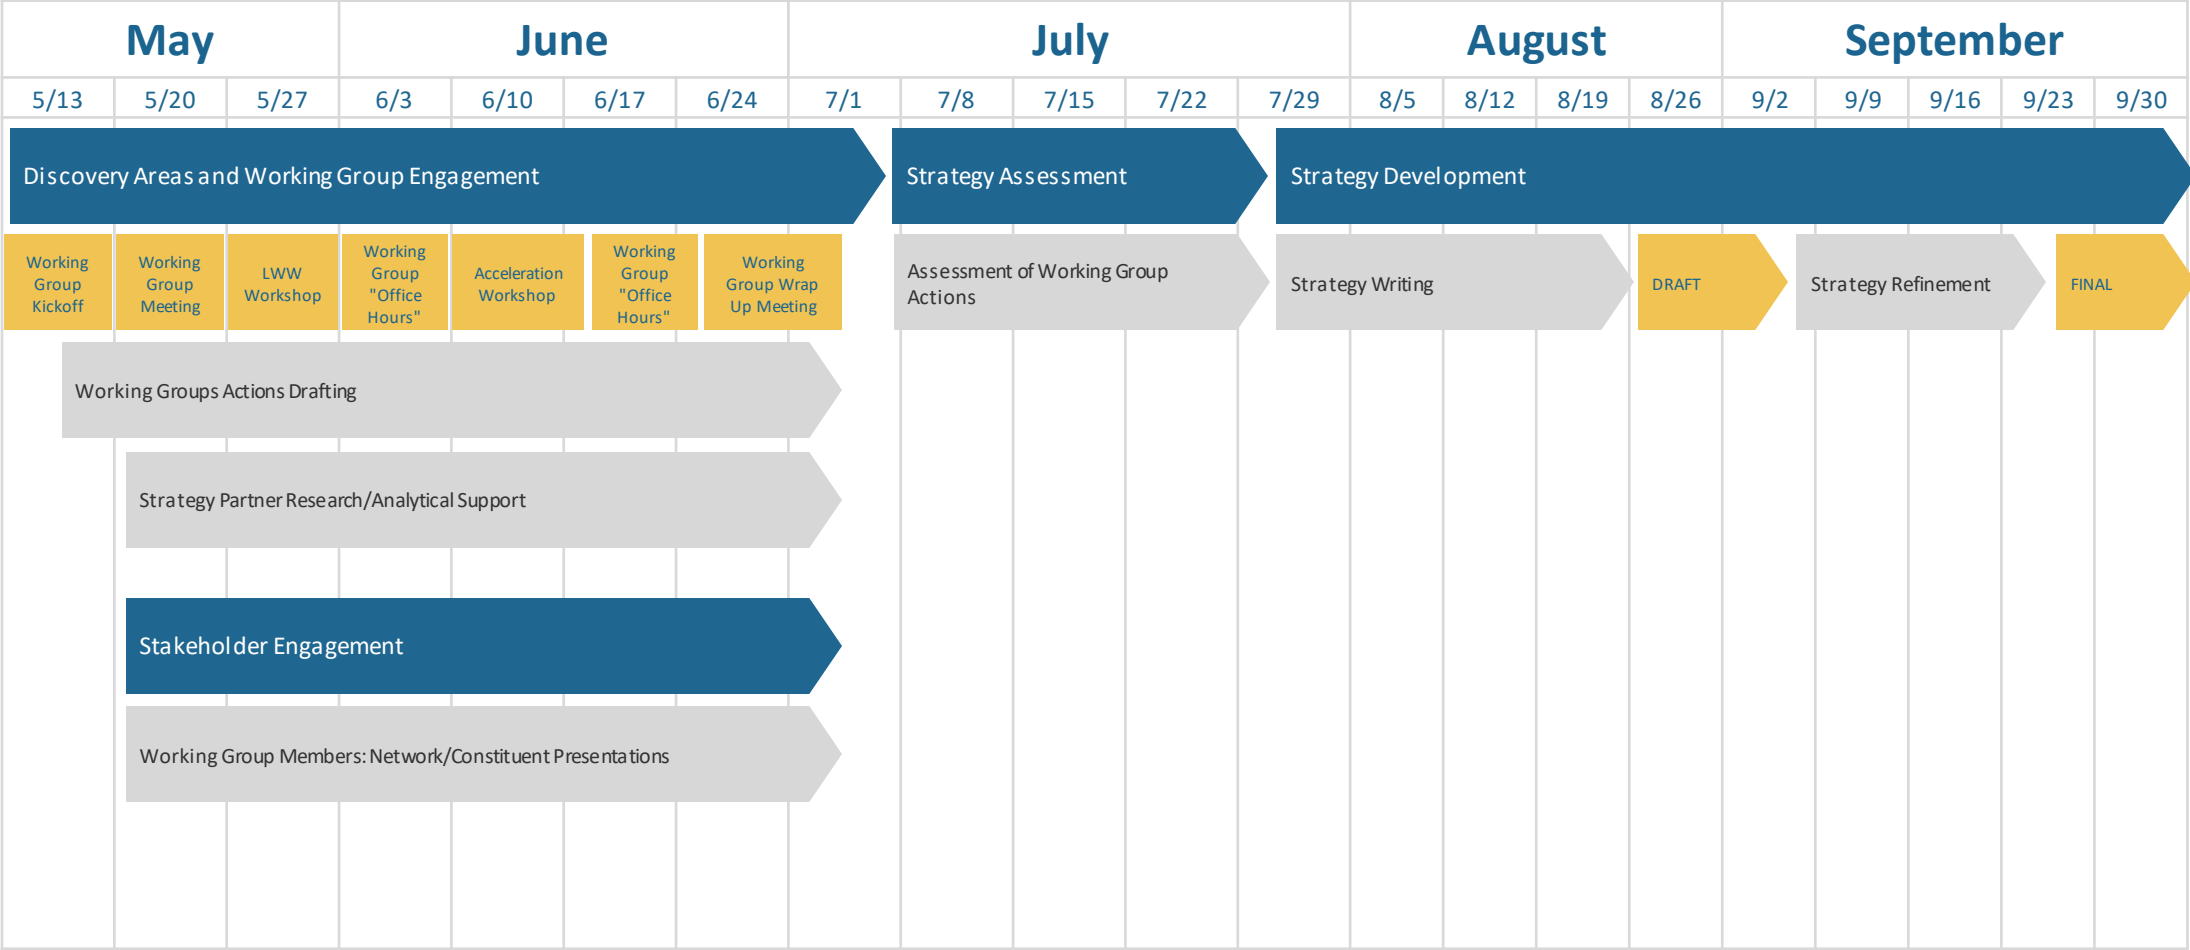 May June July August September
5/13 5/20 5/27 6/3 6/10 6/17 6/24 7/1 7/8 7/15 7/22 7/29 8/5 8/12 8/19 8/26 9/2 9/9 9/16 9/23 9/30
Discovery Areas and Working Group Engagement
Strategy Assessment
Strategy Development
Working
Group
Kickoff
Working
Group
Meeting
LWW
Workshop
Working
Group
"Office
Hours"
Acceleration
Workshop
Working
Group
"Office
Hours"
Working
Group Wrap
Up Meeting
Assessment of Working Group
Actions
Strategy Writing
DRAFT
Strategy Refinement
FINAL
Working Groups Actions Drafting
Strategy Partner Research/Analytical Support
Stakeholder Engagement
Working Group Members: Network/Constituent Presentations